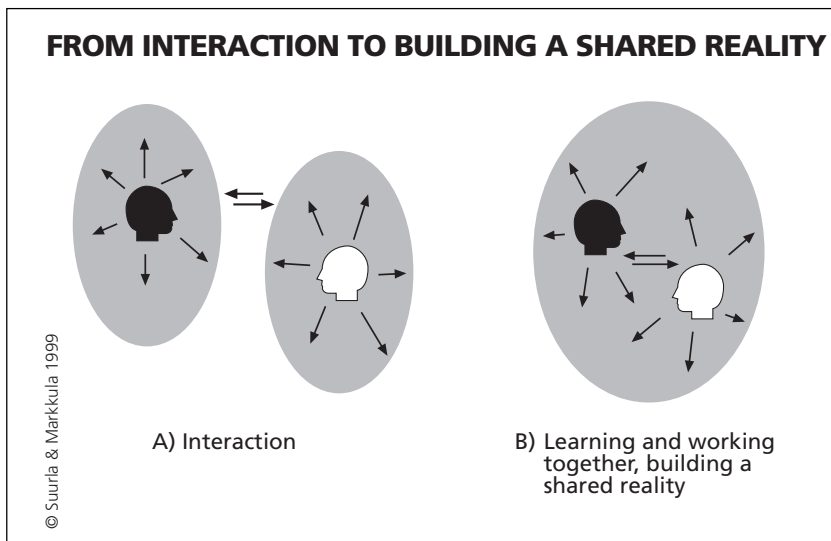 FROM INTERACTION TO BUILDING A SHARED REALITY
A) Interaction
B) Learning and working
together, building a
shared reality
© Suurla & Markkula 1999